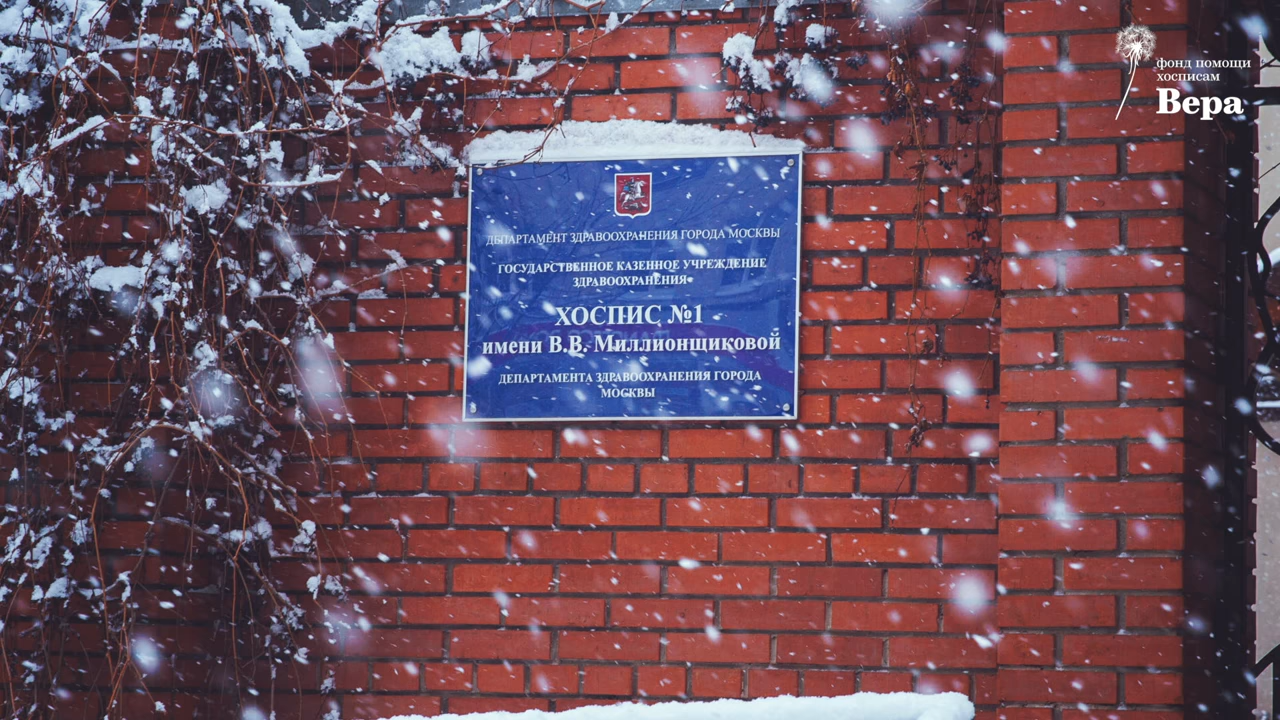 фонд помощи
хосписам
Вера
ДЕПАРТАМЕНТ ЗДРАВООХРАНЕНИЯ ГОРОДА МОСКВЫ
ГОСУДАРСТВЕННОЕ КАЗЕННОЕ УЧРЕЖДЕНИЕ
ЗДРАВООХРАНЕНИЯ
ХОСПИС №1
имени В.В. Миллионщиковой
ДЕПАРТАМЕНТА ЗДРАВООХРАНЕНИЯ ГОРОДА
МОСКВЫ